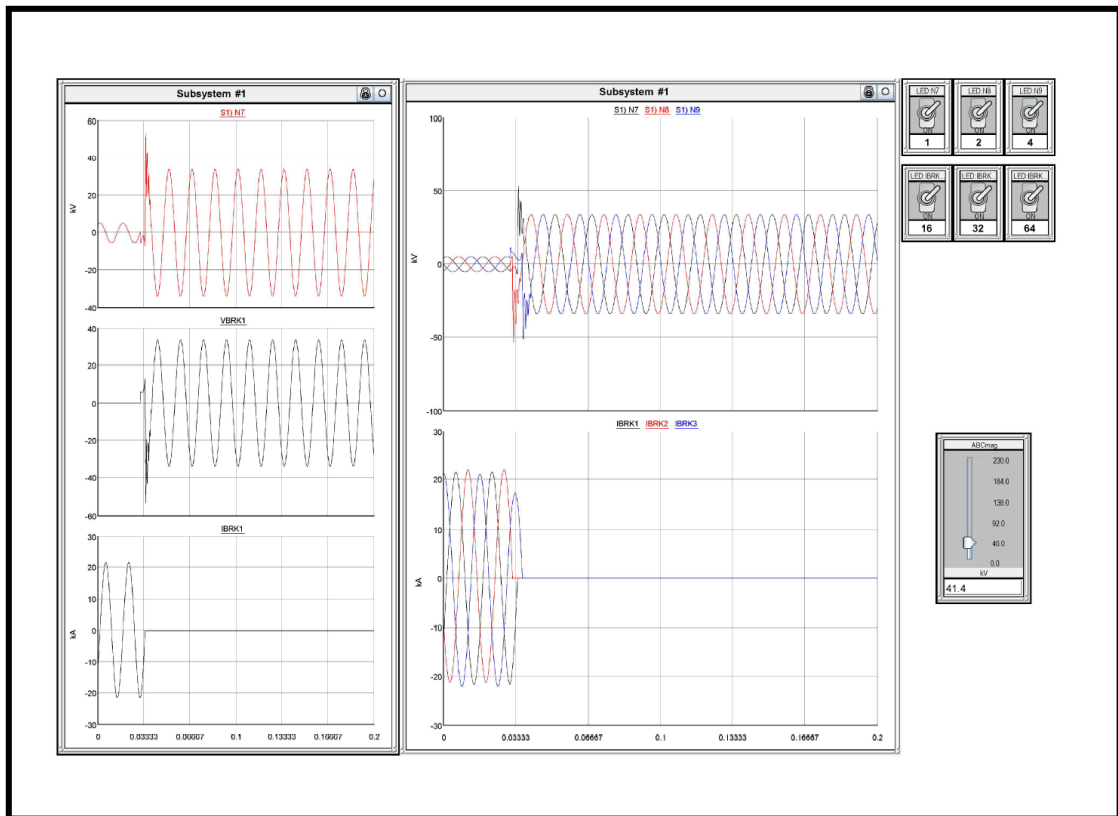 Subsystem #1
S1) N7
60
40
20
0
-20
-40
kV
VBRK1
40
20
0
-20
-40
-60
kV
IBRK1
30
20
10
0
-10
-20
-30
kA
0 0.03333 0.06667 0.1 0.13333 0.16667 0.2
Subsystem #1
S1) N7 S1) N8 S1) N9
100
50
0
-50
-100
kV
IBRK1 IBRK2 IBRK3
30
20
10
0
-10
-20
-30
kA
0 0.03333 0.06667 0.1 0.13333 0.16667 0.2
LED N7 LED N8 LED N9
ON ON ON
1 2 4
LED IBRK... LED IBRK... LED IBRK...
ON ON ON
16 32 64
ABCmag
230.0
184.0
138.0
92.0
46.0
0.0
kV
41.4